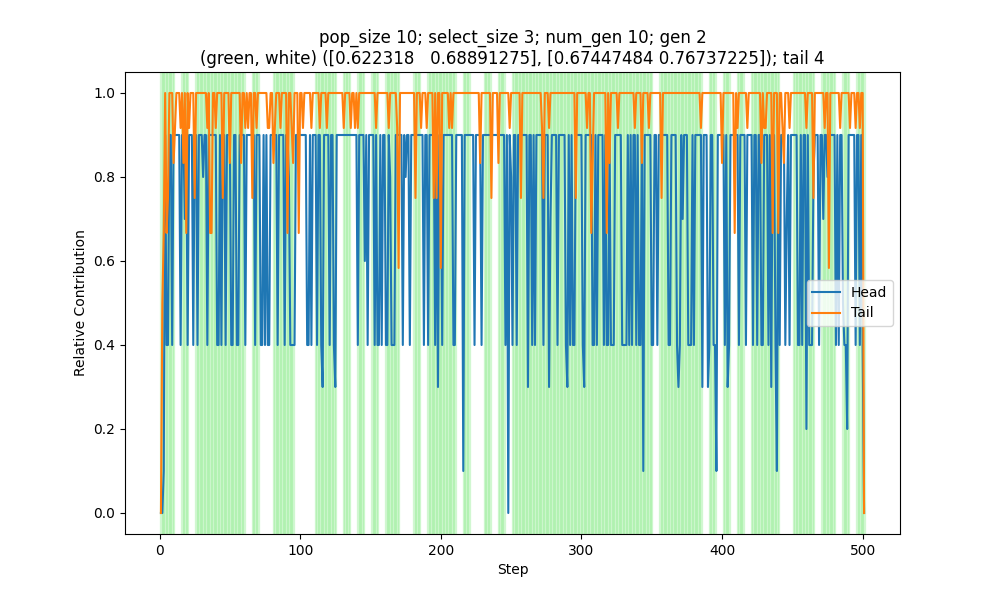 pop_size 10; select_size 3; num_gen 10; gen 2
(green, white) ([0.622318   0.68891275], [0.67447484 0.76737225]); tail 4
1.0
0.8
0.6
0.4
0.2
0.0
Relative Contribution
Head
Tail
0
100
200
300
400
500
Step